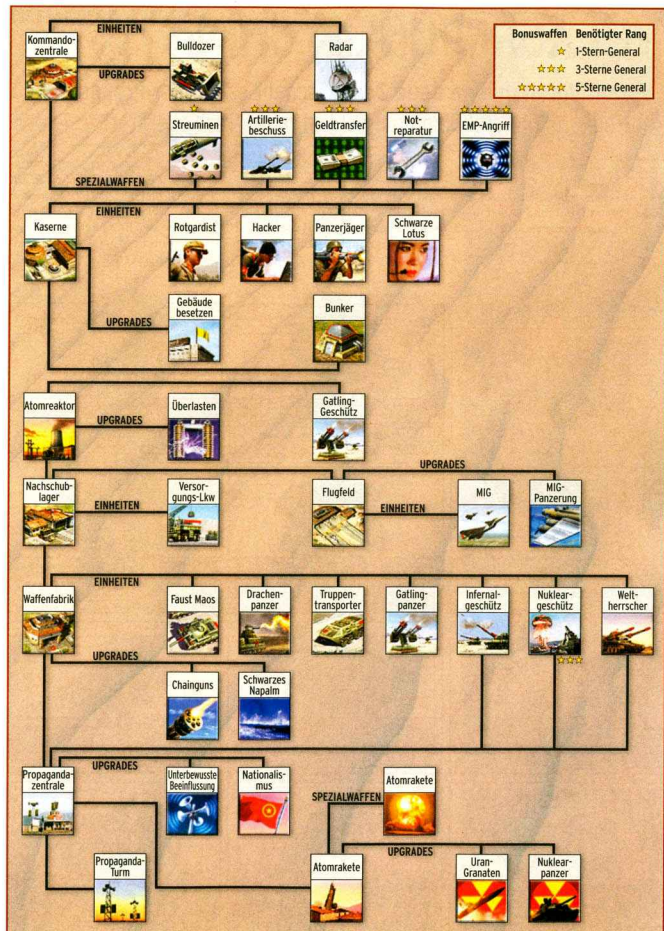 EINHEITEN
Kommando-
zentrale
Bulldozer
Radar
UPGRADES
Bonuswaffen Benötigter Rang
1-Stern-General
3-Sterne General
5-Sterne General
Streuminen
Artillerie-
beschuss
Geldtransfer
Not-
reparatur
EMP-Angriff
SPEZIALWAFFEN
EINHEITEN
Kaserne
Rotgardist
Hacker
Panzerjäger
Schwarze
Lotus
UPGRADES
Gebäude
besetzen
Bunker
Atomreaktor
UPGRADES
Überlasten
Gatling-
Geschütz
UPGRADES
Nachschub-
lager
EINHEITEN
Versor-
gungs-Lkw
Flugfeld
EINHEITEN
MIG
MIG-
Panzerung
EINHEITEN
Waffenfabrik
Faust Maos
Drachen-
panzer
Truppen-
transporter
Gatling-
panzer
Infernal-
geschütz
Nuklear-
geschütz
Welt-
herrscher
UPGRADES
Chainguns
Schwarzes
Napalm
Propaganda-
zentrale
UPGRADES
Unterbewusste
Beeinflussung
Nationalis-
mus
SPEZIALWAFFEN
Atomrakete
Propaganda-
Turm
Atomrakete
UPGRADES
Uran-
Granaten
Nuklear-
panzer